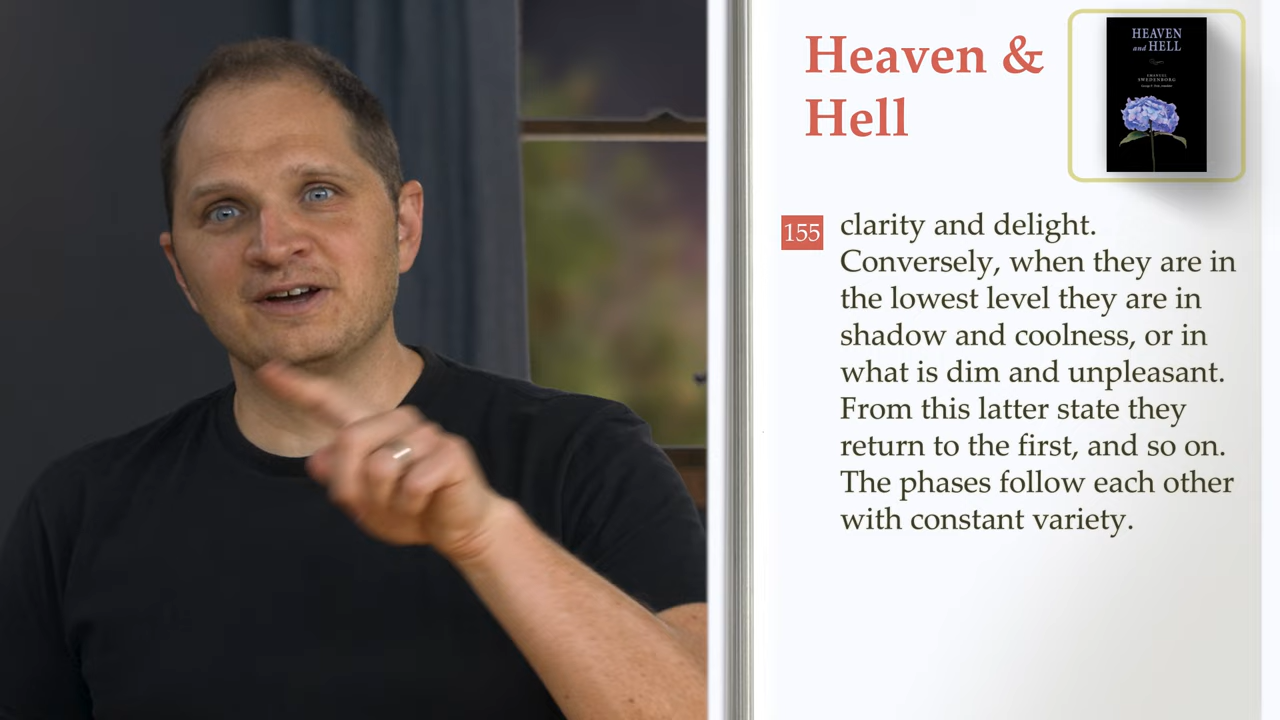 Heaven &
Hell
HEAVEN
and HELL
EMANUEL
SWEDENBORG
155
clarity and delight.
Conversely, when they are in
the lowest level they are in
shadow and coolness, or in
what is dim and unpleasant.
From this latter state they
return to the first, and so on.
The phases follow each other
with constant variety.